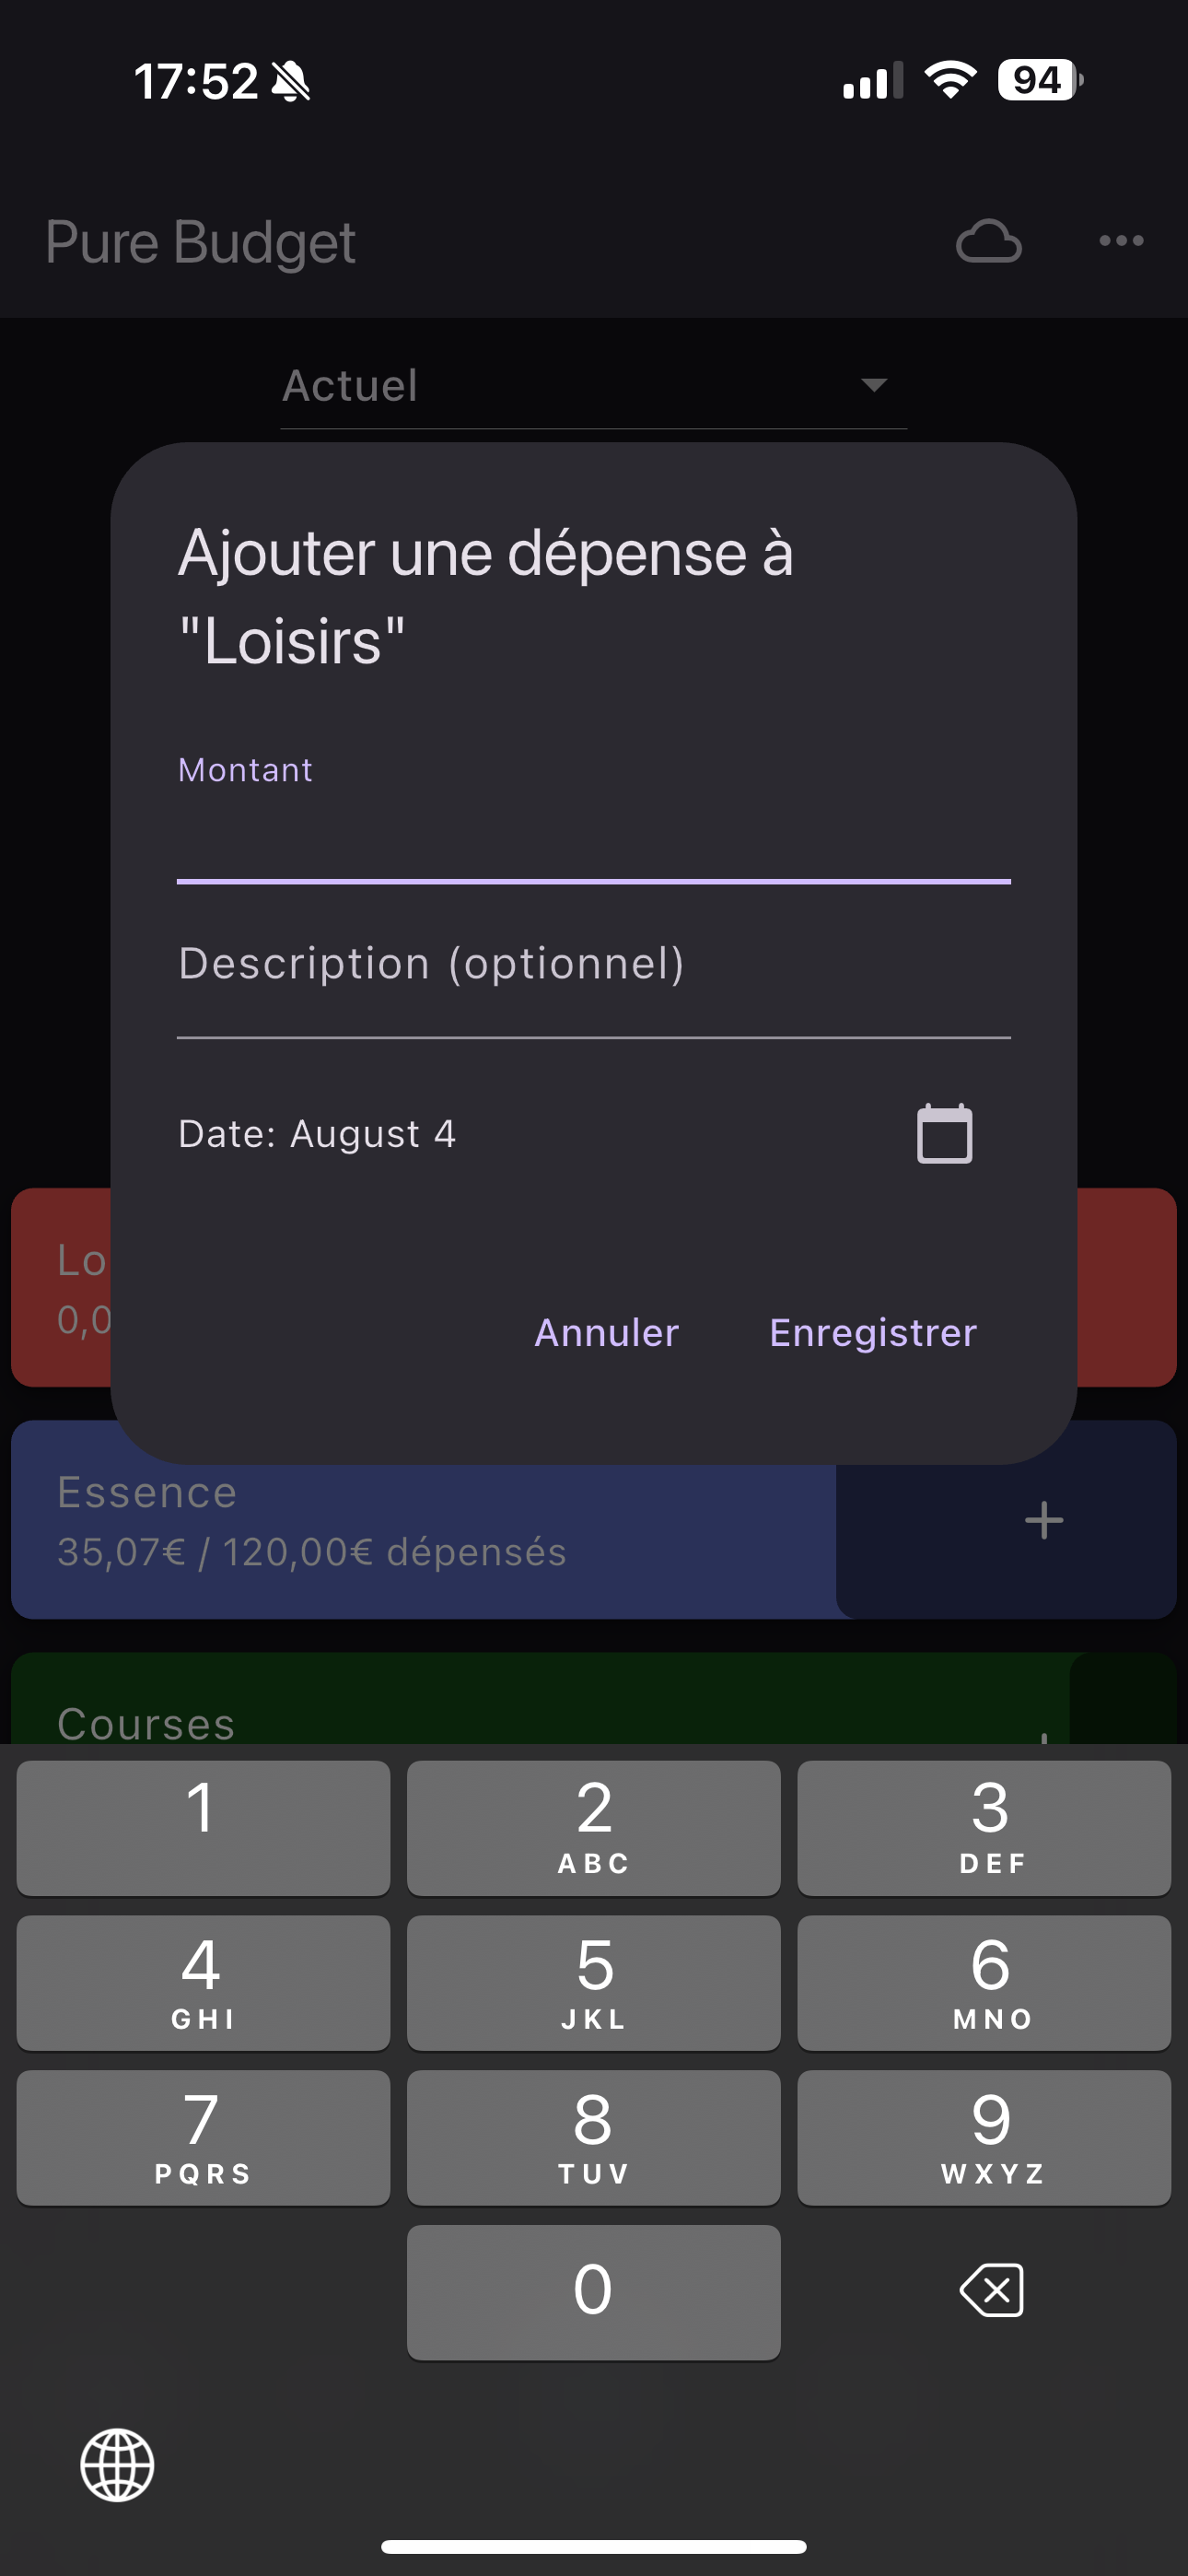 17:52
94
Pure Budget
Actuel
Ajouter une dépense à
"Loisirs"
Montant
Description (optionnel)
Date: August 4
Lo
0,0
Annuler
Enregistrer
Essence
35,07€ / 120,00€ dépensés
Courses
1
2
ABC
3
DEF
4
GHI
5
JKL
6
MNO
7
PQRS
8
TUV
9
WXYZ
0